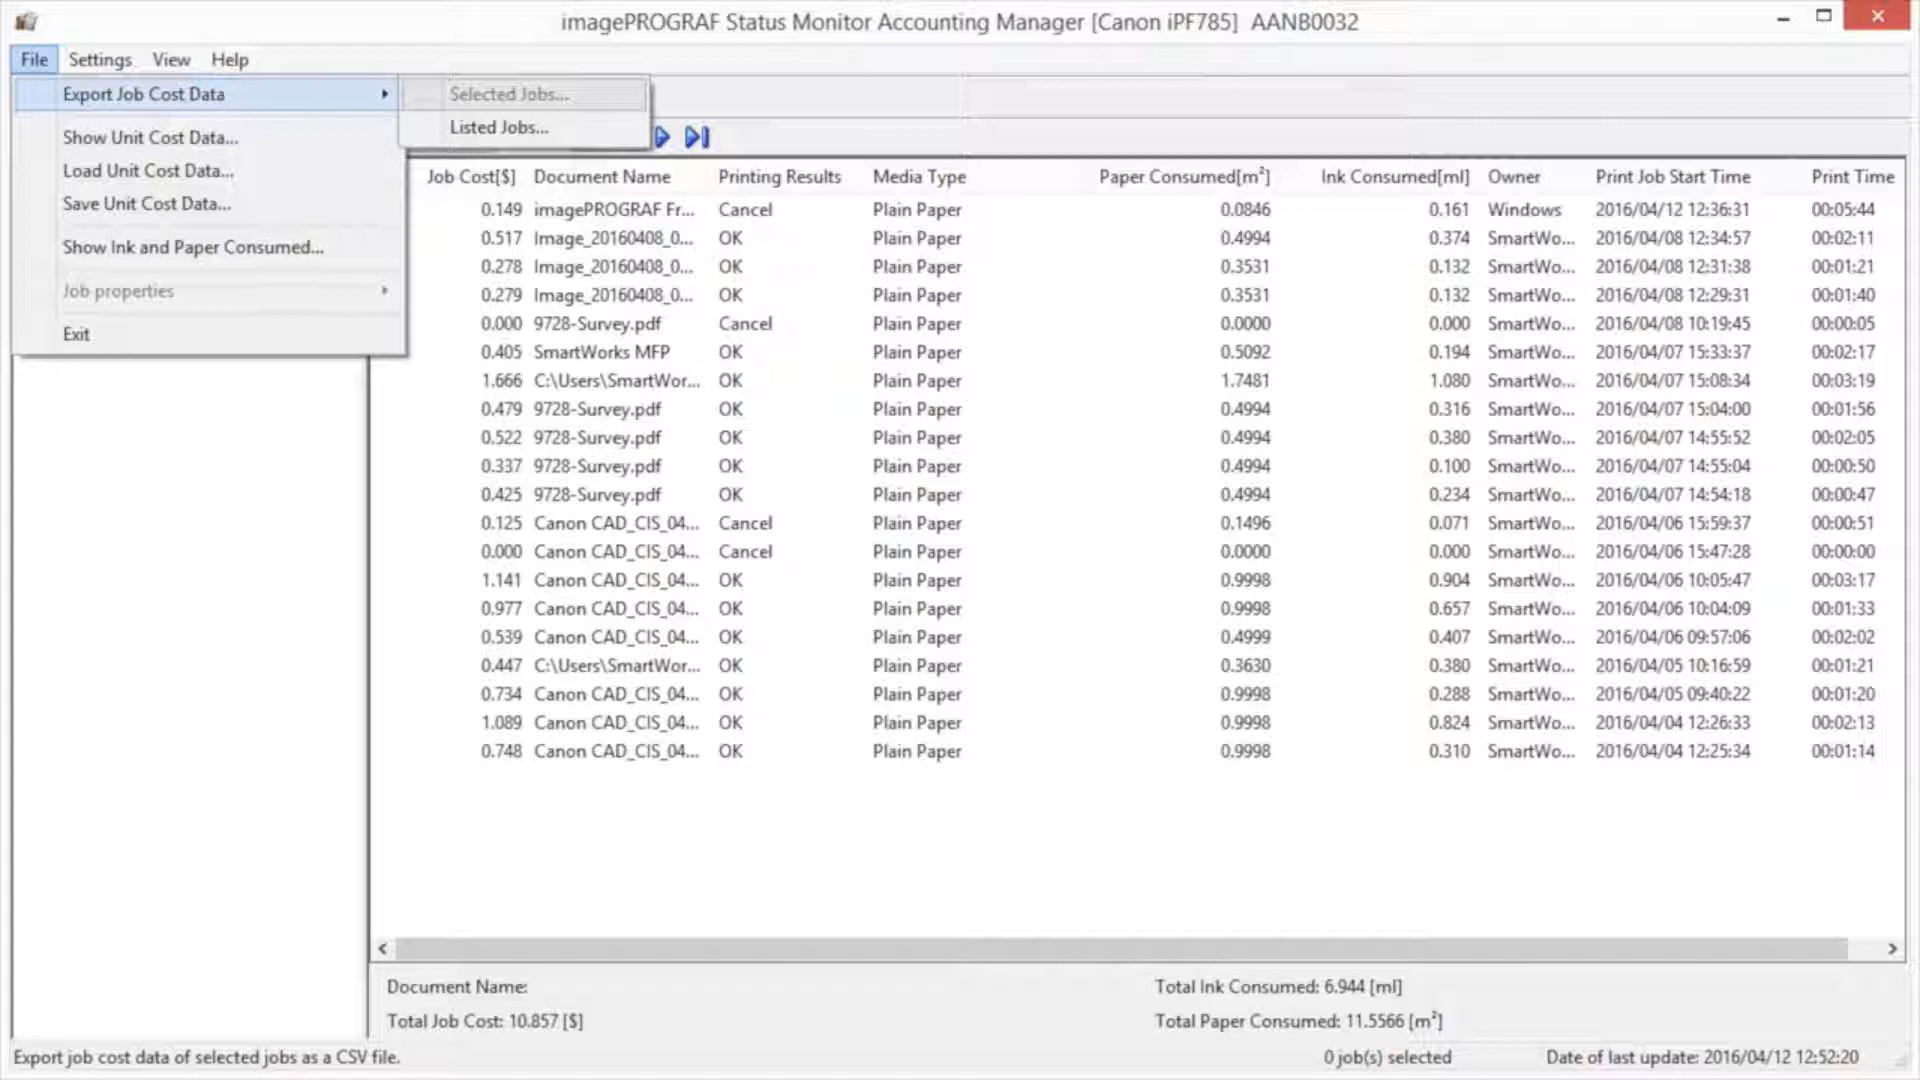 imagePROGRAF Status Monitor Accounting Manager [Canon iPF785] AANB0032
File Settings View Help
Export Job Cost Data
Selected Jobs...
Listed Jobs...
Show Unit Cost Data...
Load Unit Cost Data...
Save Unit Cost Data...
Show Ink and Paper Consumed...
Job properties
Exit
Job Cost[$] Document Name Printing Results Media Type Paper Consumed[m²] Ink Consumed[ml] Owner Print Job Start Time Print Time
0.149 imagePROGRAF Fr... Cancel Plain Paper 0.0846 0.161 Windows 2016/04/12 12:36:31 00:05:44
0.517 Image_20160408_0... OK Plain Paper 0.4994 0.374 SmartWo... 2016/04/08 12:34:57 00:02:11
0.278 Image_20160408_0... OK Plain Paper 0.3531 0.132 SmartWo... 2016/04/08 12:31:38 00:01:21
0.279 Image_20160408_0... OK Plain Paper 0.3531 0.132 SmartWo... 2016/04/08 12:29:31 00:01:40
0.000 9728-Survey.pdf Cancel Plain Paper 0.0000 0.000 SmartWo... 2016/04/08 10:19:45 00:00:05
0.405 SmartWorks MFP OK Plain Paper 0.5092 0.194 SmartWo... 2016/04/07 15:33:37 00:02:17
1.666 C:\Users\SmartWor... OK Plain Paper 1.7481 1.080 SmartWo... 2016/04/07 15:08:34 00:03:19
0.479 9728-Survey.pdf OK Plain Paper 0.4994 0.316 SmartWo... 2016/04/07 15:04:00 00:01:56
0.522 9728-Survey.pdf OK Plain Paper 0.4994 0.380 SmartWo... 2016/04/07 14:55:52 00:02:05
0.337 9728-Survey.pdf OK Plain Paper 0.4994 0.100 SmartWo... 2016/04/07 14:55:04 00:00:50
0.425 9728-Survey.pdf OK Plain Paper 0.4994 0.234 SmartWo... 2016/04/07 14:54:18 00:00:47
0.125 Canon CAD_CIS_04... Cancel Plain Paper 0.1496 0.071 SmartWo... 2016/04/06 15:59:37 00:00:51
0.000 Canon CAD_CIS_04... Cancel Plain Paper 0.0000 0.000 SmartWo... 2016/04/06 15:47:28 00:00:00
1.141 Canon CAD_CIS_04... OK Plain Paper 0.9998 0.904 SmartWo... 2016/04/06 10:05:47 00:03:17
0.977 Canon CAD_CIS_04... OK Plain Paper 0.9998 0.657 SmartWo... 2016/04/06 10:04:09 00:01:33
0.539 Canon CAD_CIS_04... OK Plain Paper 0.4999 0.407 SmartWo... 2016/04/06 09:57:06 00:02:02
0.447 C:\Users\SmartWor... OK Plain Paper 0.3630 0.380 SmartWo... 2016/04/05 10:16:59 00:01:21
0.734 Canon CAD_CIS_04... OK Plain Paper 0.9998 0.288 SmartWo... 2016/04/05 09:40:22 00:01:20
1.089 Canon CAD_CIS_04... OK Plain Paper 0.9998 0.824 SmartWo... 2016/04/04 12:26:33 00:02:13
0.748 Canon CAD_CIS_04... OK Plain Paper 0.9998 0.310 SmartWo... 2016/04/04 12:25:34 00:01:14
Document Name:
Total Ink Consumed: 6.944 [ml]
Total Job Cost: 10.857 [$]
Total Paper Consumed: 11.5566 [m²]
Export job cost data of selected jobs as a CSV file.
0 job(s) selected
Date of last update: 2016/04/12 12:52:20